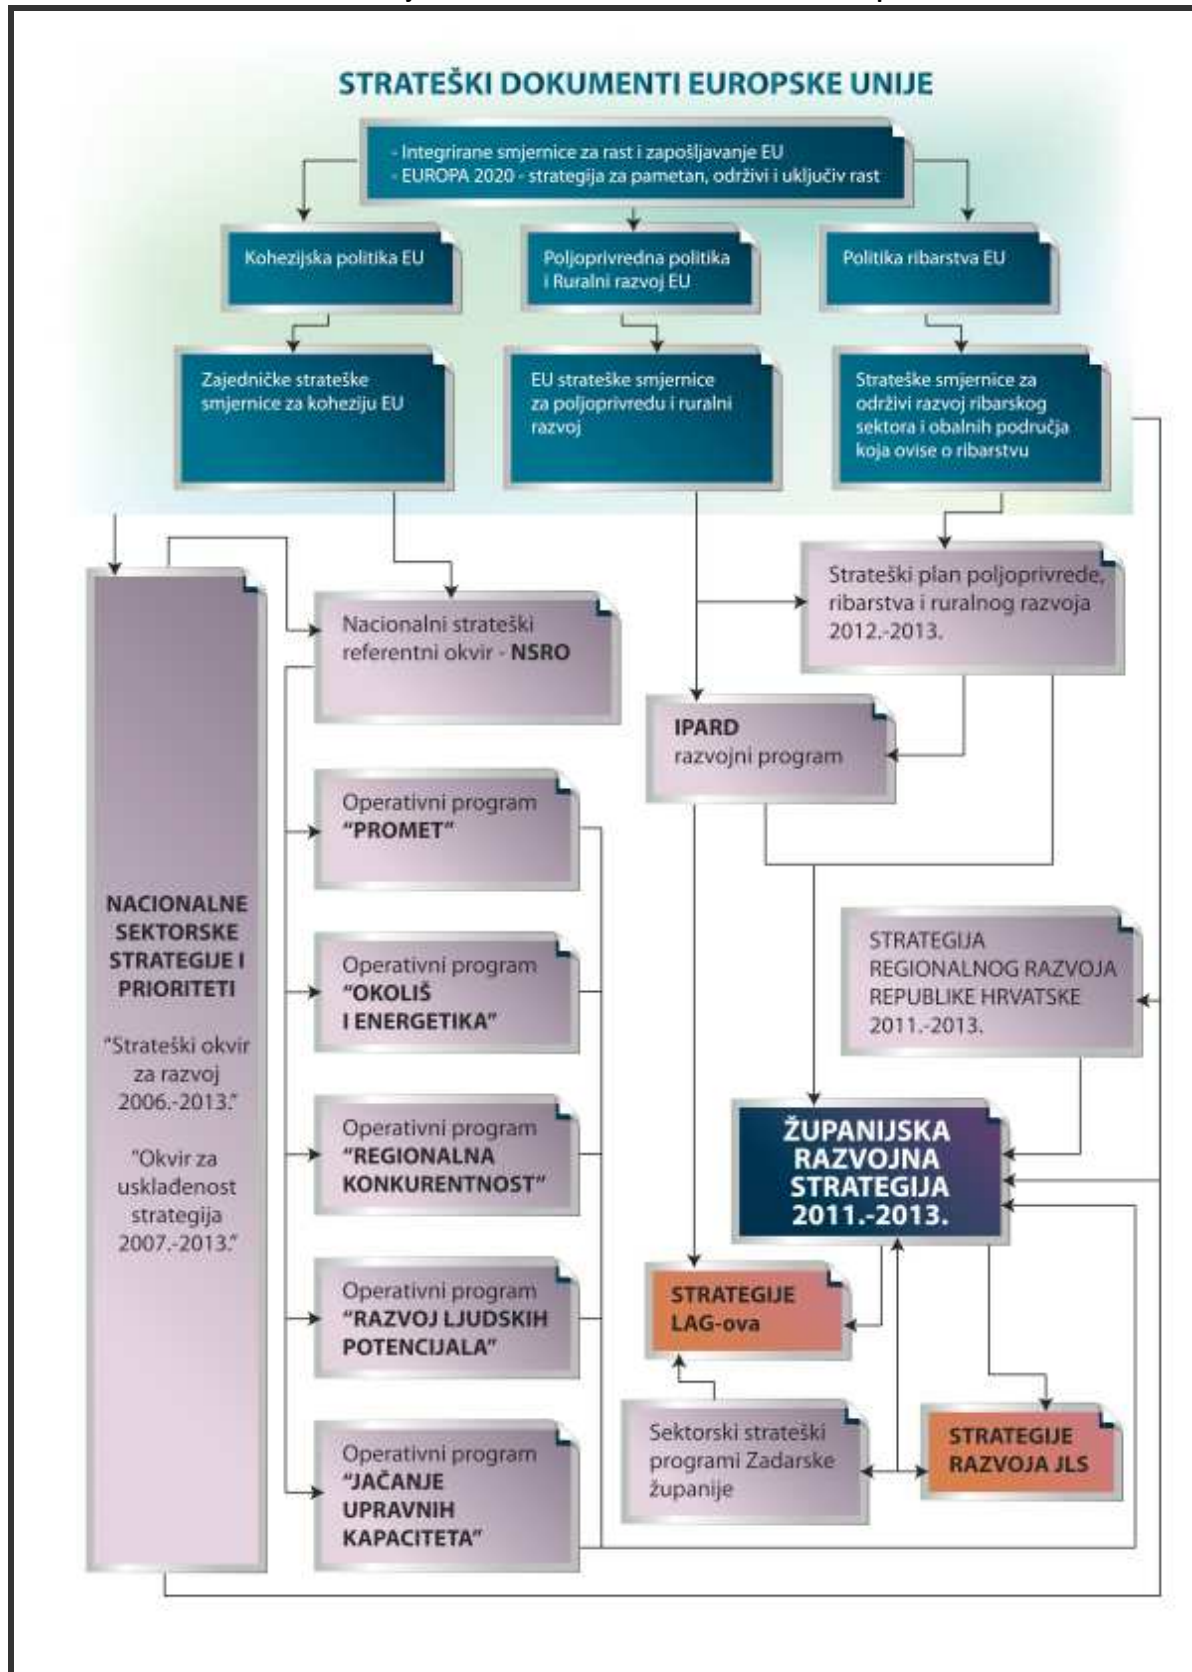 STRATEŠKI DOKUMENTI EUROPSKE UNIJE
- Integrirane smjernice za rast i zapošljavanje EU
- EUROPA 2020 - strategija za pametan, održivi i uključiv rast
Kohezijska politika EU
Poljoprivredna politika
i Ruralni razvoj EU
Politika ribarstva EU
Zajedničke strateške
smjernice za koheziju EU
EU strateške smjernice
za poljoprivredu i ruralni
razvoj
Strateške smjernice za
održivi razvoj ribarskog
sektora i obalnih područja
koja ovise o ribarstvu
Strateški plan poljoprivrede,
ribarstva i ruralnog razvoja
2012.-2013.
Nacionalni strateški
referentni okvir - NSRO
IPARD
razvojni program
Operativni program
"PROMET"
NACIONALNE
SEKTORSKE
STRATEGIJE I
PRIORITETI
"Strateški okvir
za razvoj
2006.-2013."
"Okvir za
usklađenost
strategija
2007.-2013."
Operativni program
"OKOLIŠ
I ENERGETIKA"
STRATEGIJA
REGIONALNOG RAZVOJA
REPUBLIKE HRVATSKE
2011.-2013.
Operativni program
"REGIONALNA
KONKURENTNOST"
ŽUPANIJSKA
RAZVOJNA
STRATEGIJA
2011.-2013.
Operativni program
"RAZVOJ LJUDSKIH
POTENCIJALA"
STRATEGIJE
LAG-ova
Operativni program
"JAČANJE
UPRAVNIH
KAPACITETA"
Sektorski strateški
programi Zadarske
županije
STRATEGIJE
RAZVOJA JLS